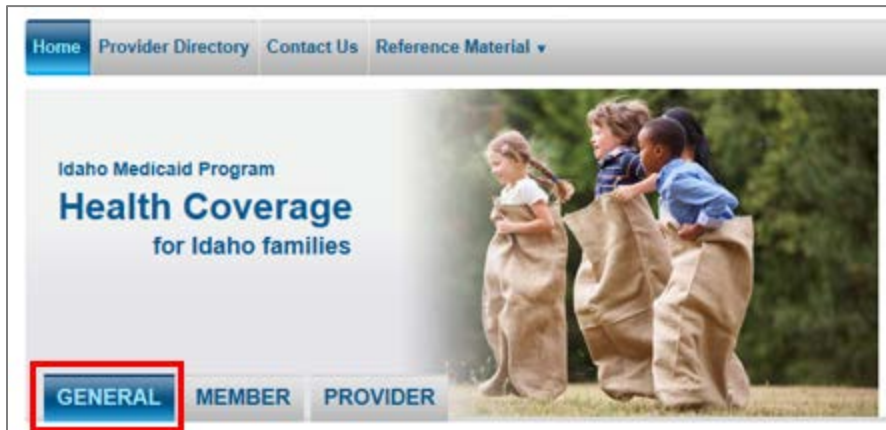 Home Provider Directory Contact Us Reference Material ▾
Idaho Medicaid Program
Health Coverage
for Idaho families
GENERAL MEMBER PROVIDER